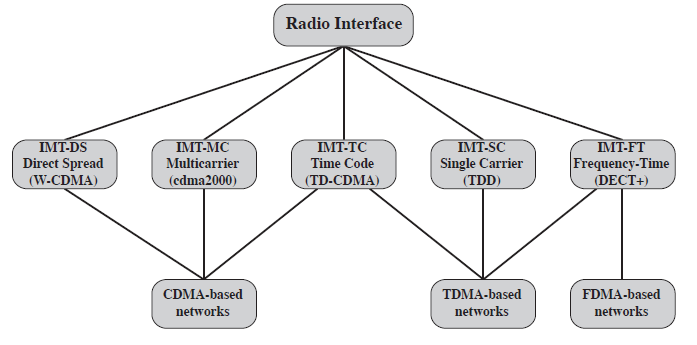 Radio Interface
IMT-DS
Direct Spread
(W-CDMA)
IMT-MC
Multicarrier
(cdma2000)
IMT-TC
Time Code
(TD-CDMA)
IMT-SC
Single Carrier
(TDD)
IMT-FT
Frequency-Time
(DECT+)
CDMA-based
networks
TDMA-based
networks
FDMA-based
networks